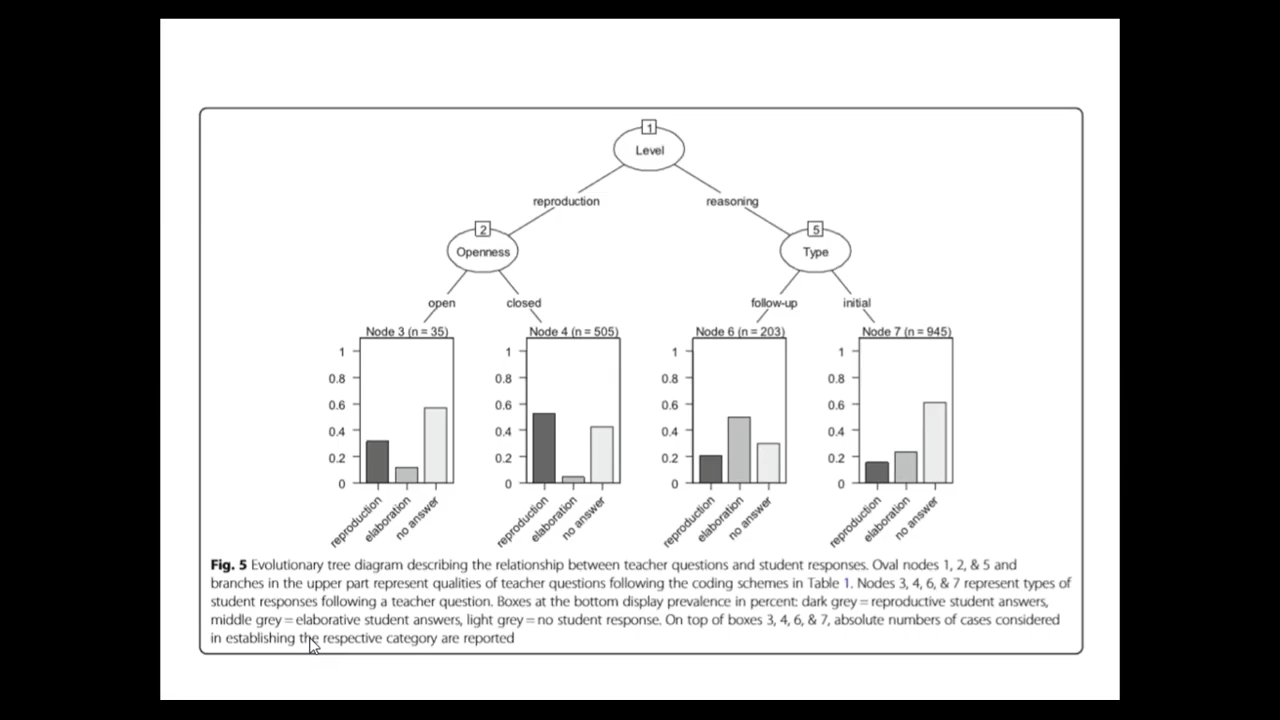 1
Level
reproduction
reasoning
2
Openness
5
Type
open
closed
follow-up
initial
Node 3 (n = 35)
1
0.8
0.6
0.4
0.2
0
reproduction
elaboration
no answer
Node 4 (n = 505)
1
0.8
0.6
0.4
0.2
0
reproduction
elaboration
no answer
Node 6 (n = 203)
1
0.8
0.6
0.4
0.2
0
reproduction
elaboration
no answer
Node 7 (n = 945)
1
0.8
0.6
0.4
0.2
0
reproduction
elaboration
no answer
Fig. 5 Evolutionary tree diagram describing the relationship between teacher questions and student responses. Oval nodes 1, 2, & 5 and
branches in the upper part represent qualities of teacher questions following the coding schemes in Table 1. Nodes 3, 4, 6, & 7 represent types of
student responses following a teacher question. Boxes at the bottom display prevalence in percent: dark grey = reproductive student answers,
middle grey = elaborative student answers, light grey = no student response. On top of boxes 3, 4, 6, & 7, absolute numbers of cases considered
in establishing the respective category are reported